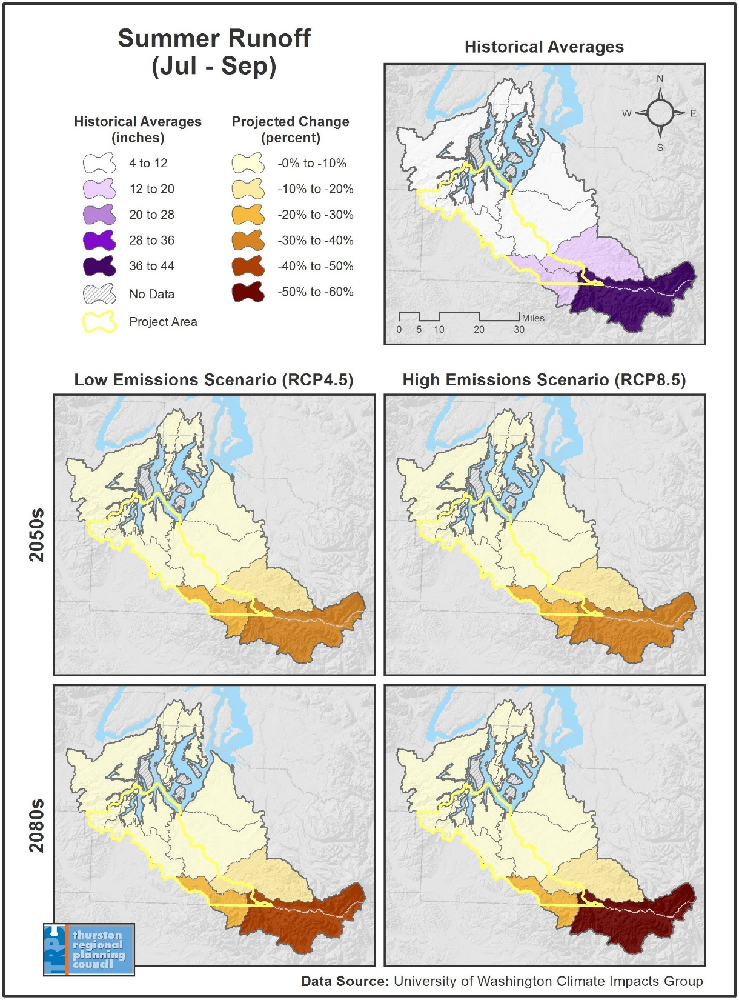 Summer Runoff
(Jul - Sep)
Historical Averages
(inches)
4 to 12
12 to 20
20 to 28
28 to 36
36 to 44
No Data
Project Area
Projected Change
(percent)
-0% to -10%
-10% to -20%
-20% to -30%
-30% to -40%
-40% to -50%
-50% to -60%
Historical Averages
N
W E
S
Miles
0 5 10 20 30
Low Emissions Scenario (RCP4.5)
High Emissions Scenario (RCP8.5)
2050s
2080s
TRPC
thurston
regional
planning
council
Data Source: University of Washington Climate Impacts Group